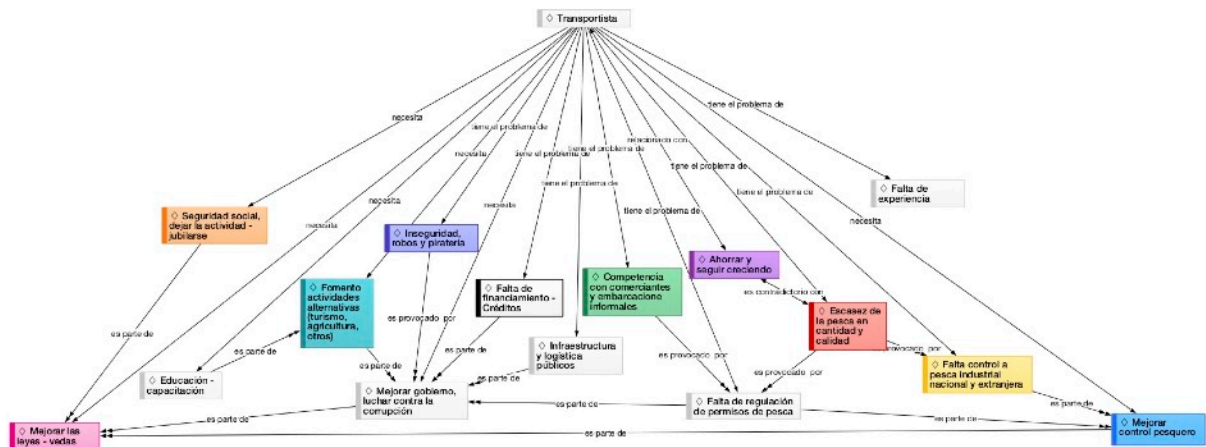 ◇ Transportista
tiene el problema de
necesita
tiene el problema de
relacionado con
necesita
tiene el problema de
tiene el problema de
tiene el problema de
◇ Falta de
experiencia
tiene el problema de
tiene el problema de
necesita
necesita
◇ Seguridad social,
dejar la actividad -
jubilarse
tiene el problema de
necesita
◇ Inseguridad,
robos y piratería
◇ Ahorrar y
seguir creciendo
◇ Fomento
actividades
alternativas
(turismo,
agricultura,
otros)
◇ Falta de
financiamiento -
Créditos
◇ Competencia
con comerciantes
y embarcacione
informales
es contradictorio con
◇ Escasez de
la pesca en
cantidad y
calidad
es parte de
es provocado por
◇ Infraestructura
y logística
públicos
es provocado por
provocado por
es parte de
es parte de
◇ Falta control a
pesca industrial
nacional y extranjera
◇ Educación -
capacitación
◇ Mejorar gobierno,
luchar contra la
corrupción
es parte de
es provocado por
es parte de
◇ Falta de regulación
de permisos de pesca
es parte de
es parte de
es parte de
◇ Mejorar las
leyes - vedas
es parte de
◇ Mejorar
control pesquero